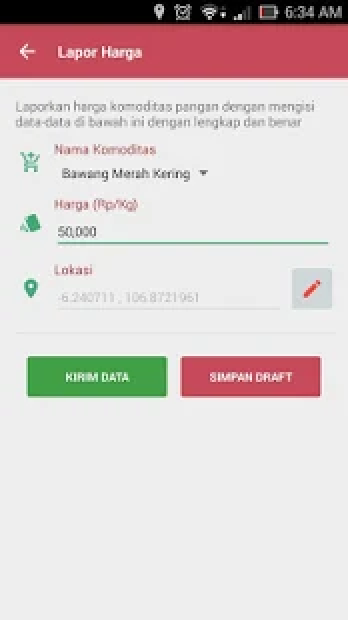 6:34 AM
Lapor Harga
Laporkan harga komoditas pangan dengan mengisi
data-data di bawah ini dengan lengkap dan benar
Nama Komoditas
Bawang Merah Kering
Harga (Rp/Kg)
50,000
Lokasi
-6.240711 , 106.8721961
KIRIM DATA
SIMPAN DRAFT